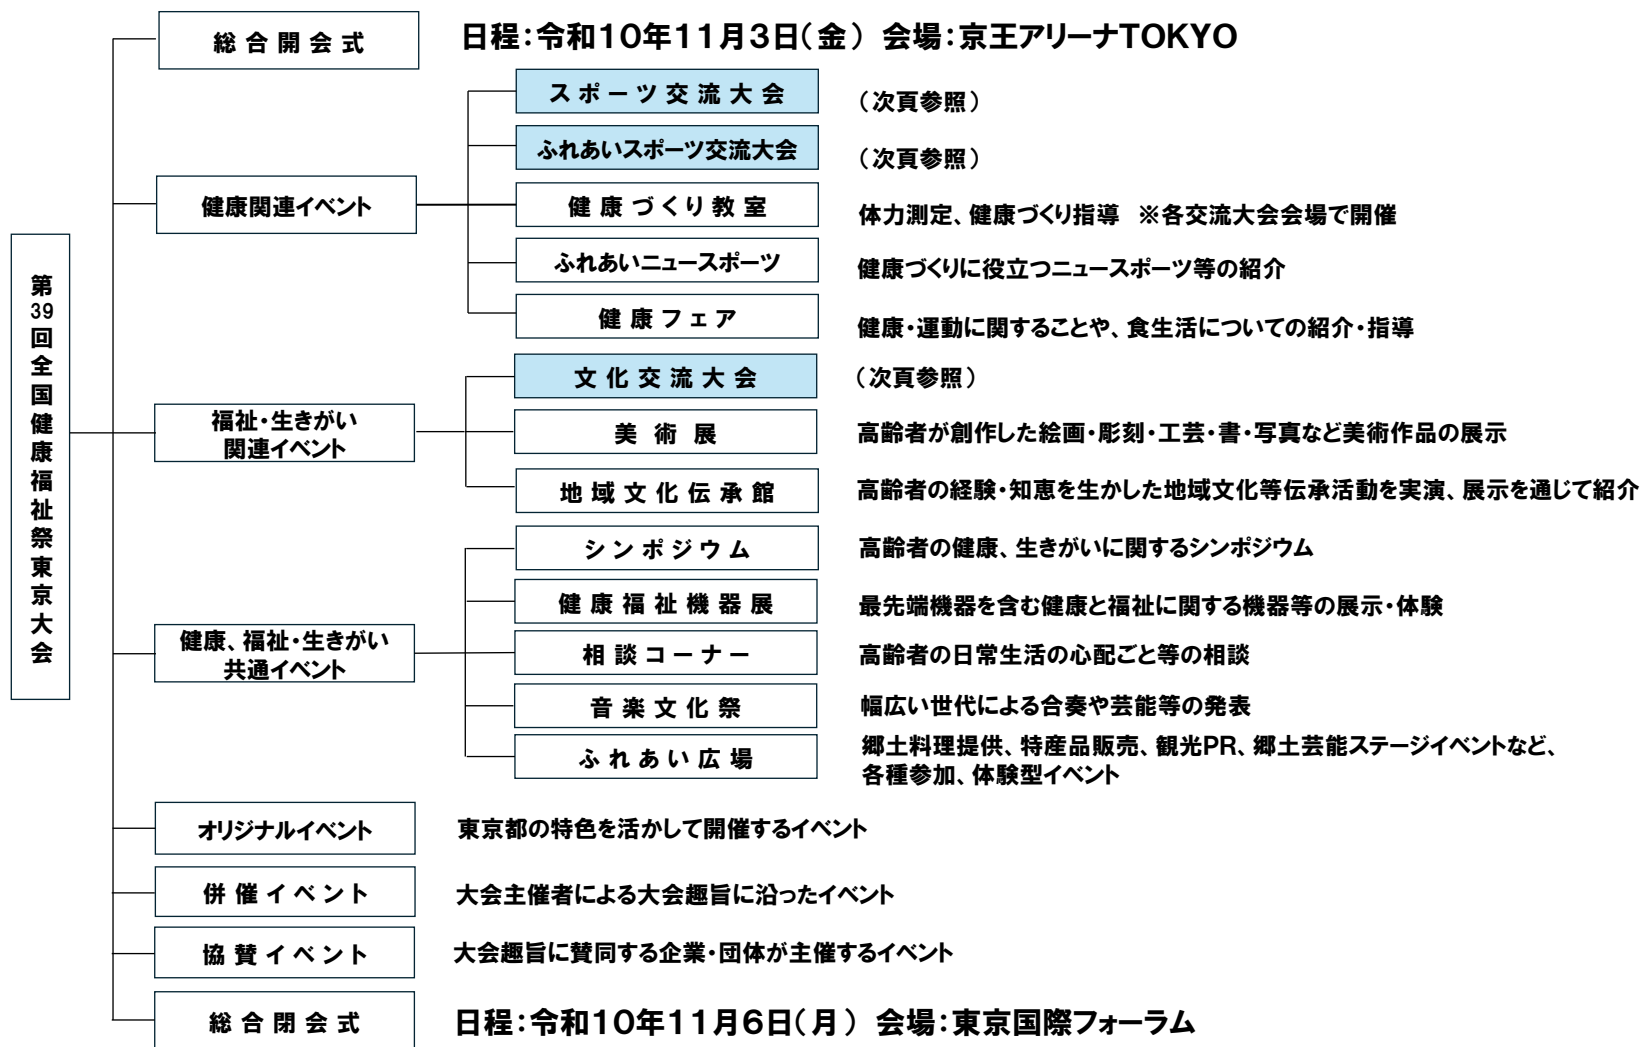 第39回全国健康福祉祭東京大会
総合開会式
日程：令和10年11月3日（金） 会場：京王アリーナTOKYO
健康関連イベント
スポーツ交流大会
（次頁参照）
ふれあいスポーツ交流大会
（次頁参照）
健康づくり教室
体力測定、健康づくり指導　※各交流大会会場で開催
ふれあいニュースポーツ
健康づくりに役立つニュースポーツ等の紹介
健康フェア
健康・運動に関することや、食生活についての紹介・指導
福祉・生きがい
関連イベント
文化交流大会
（次頁参照）
美術展
高齢者が創作した絵画・彫刻・工芸・書・写真など美術作品の展示
地域文化伝承館
高齢者の経験・知恵を生かした地域文化等伝承活動を実演、展示を通じて紹介
健康、福祉・生きがい
共通イベント
シンポジウム
高齢者の健康、生きがいに関するシンポジウム
健康福祉機器展
最先端機器を含む健康と福祉に関する機器等の展示・体験
相談コーナー
高齢者の日常生活の心配ごと等の相談
音楽文化祭
幅広い世代による合奏や芸能等の発表
ふれあい広場
郷土料理提供、特産品販売、観光PR、郷土芸能ステージイベントなど、
各種参加、体験型イベント
オリジナルイベント
東京都の特色を活かして開催するイベント
併催イベント
大会主催者による大会趣旨に沿ったイベント
協賛イベント
大会趣旨に賛同する企業・団体が主催するイベント
総合閉会式
日程：令和10年11月6日（月） 会場：東京国際フォーラム